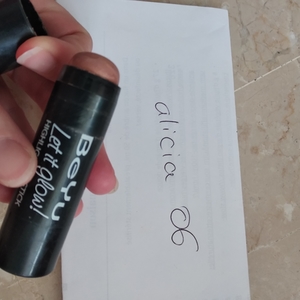 BeYu
Let it glow!
HIGHLIGHTER STICK
alicia 06